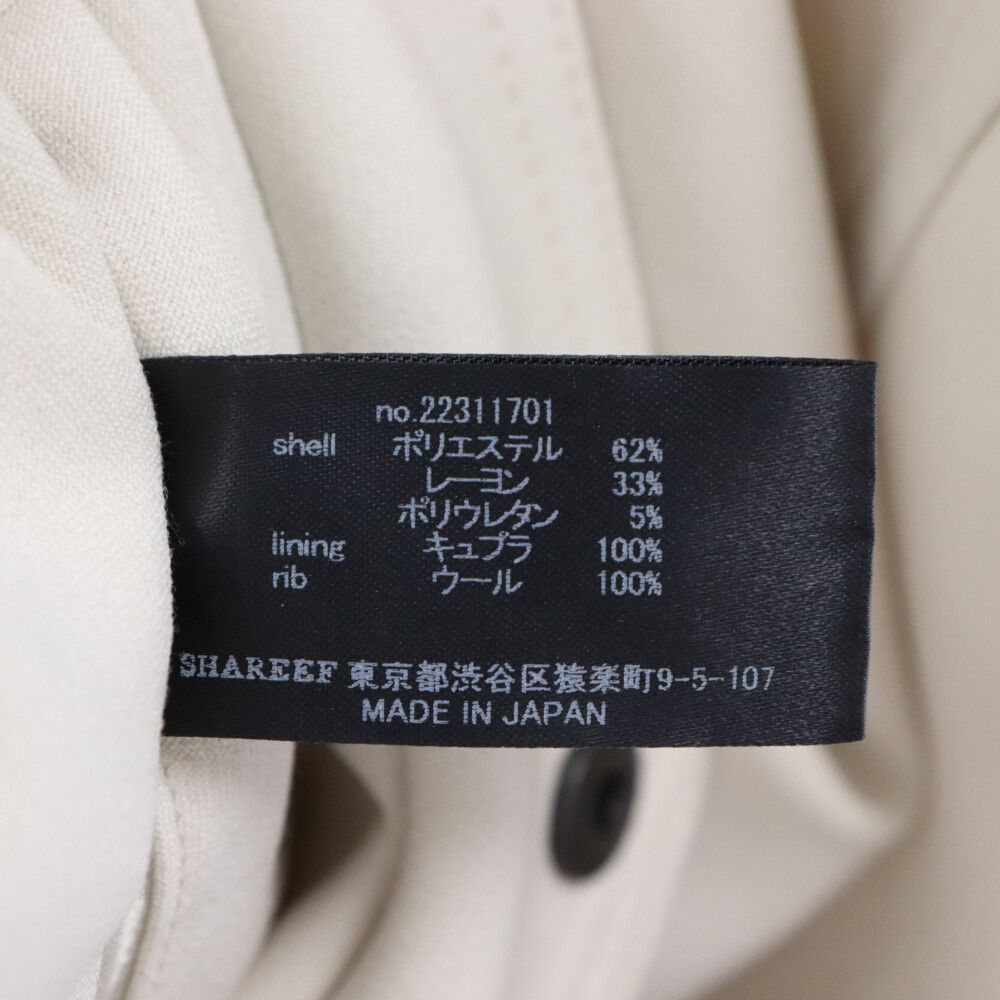 no.22311701
shell ポリエステル 62%
レーヨン 33%
ポリウレタン 5%
lining キュプラ 100%
rib ウール 100%
SHAREEF 東京都渋谷区猿楽町9-5-107
MADE IN JAPAN